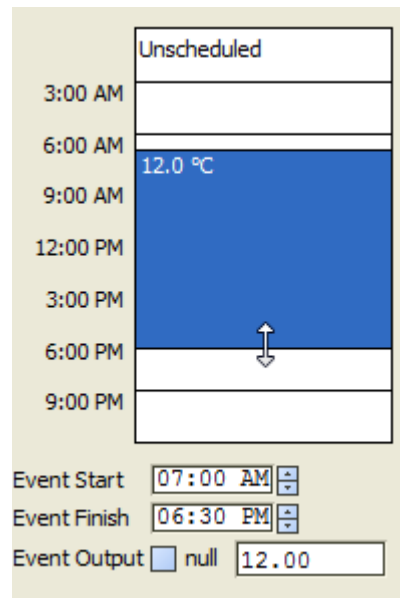 Unscheduled
3:00 AM
6:00 AM
12.0 ºC
9:00 AM
12:00 PM
3:00 PM
6:00 PM
9:00 PM
Event Start 07:00 AM
Event Finish 06:30 PM
Event Output null 12.00